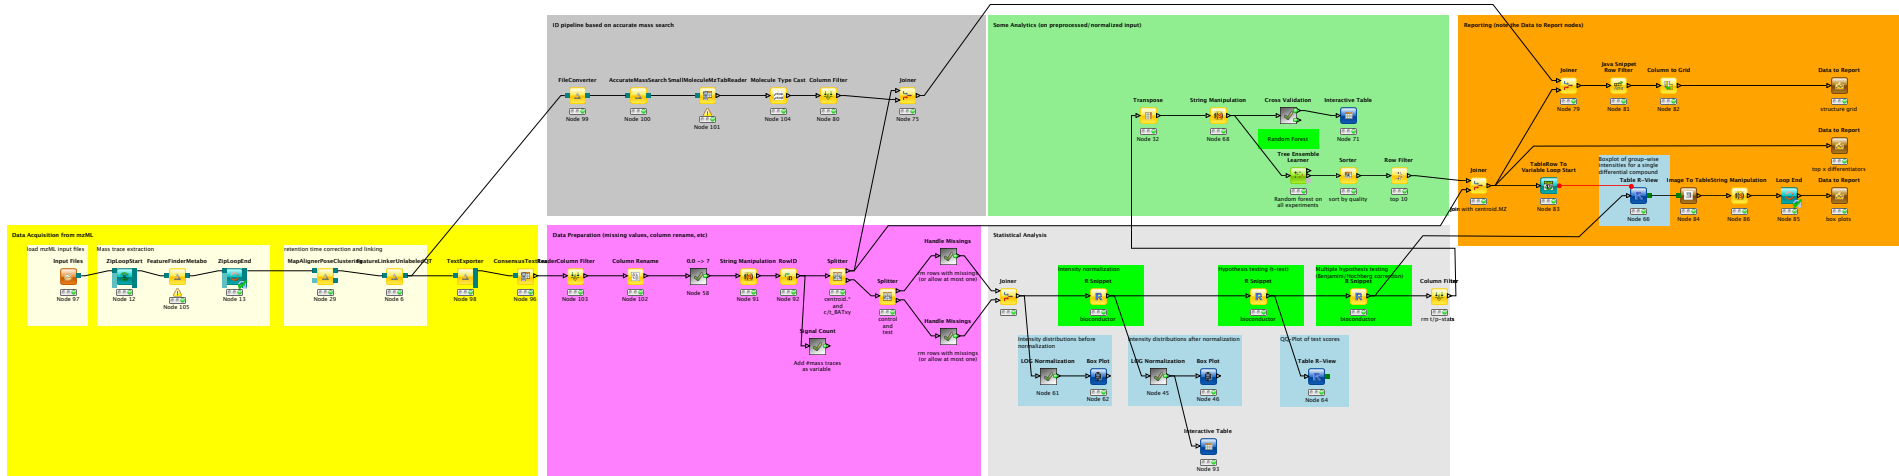 ID pipeline based on accurate mass search
FileConverter
Node 99
AccurateMassSearch
Node 100
SmallMoleculeMzTabReader
Node 101
Molecule Type Cast
Node 104
Column Filter
Node 80
Joiner
Node 75
Some Analytics (on preprocessed/normalized input)
Transpose
Node 32
String Manipulation
Node 68
Cross Validation
Random Forest
Interactive Table
Node 71
Tree Ensemble
Learner
Random forest on
all experiments
Sorter
sort by quality
Row Filter
top 10
Reporting (note the Data to Report nodes)
Joiner
Node 79
Java Snippet
Row Filter
Node 81
Column to Grid
Node 82
Data to Report
structure grid
Data to Report
top x differentiators
Joiner
join with centroid.MZ
TableRow To
Variable Loop Start
Node 83
Boxplot of group-wise
intensities for a single
differential compound
Table R-View
Node 66
Image To Table
Node 84
String Manipulation
Node 86
Loop End
Node 85
Data to Report
box plots
Data Acquisition from mzML
load mzML input files
Input Files
Node 97
Mass trace extraction
ZipLoopStart
Node 12
FeatureFinderMetabo
Node 105
ZipLoopEnd
Node 13
retention time correction and linking
MapAlignerPoseClustering
Node 29
FeatureLinkerUnlabeledQT
Node 6
TextExporter
Node 98
ConsensusTextReader
Node 96
Data Preparation (missing values, column rename, etc)
Column Filter
Node 103
Column Rename
Node 102
0.0 -> ?
Node 58
String Manipulation
Node 91
RowID
Node 92
Splitter
centroid.*
and
c/t_BATxy
Signal Count
Add #mass traces
as variable
Splitter
control
and
test
Handle Missings
rm rows with missings
(or allow at most one)
Handle Missings
rm rows with missings
(or allow at most one)
Statistical Analysis
Joiner
Intensity normalization
R Snippet
bioconductor
Hypothesis testing (t-test)
R Snippet
bioconductor
Multiple hypothesis testing
(Benjamini/Hochberg correction)
R Snippet
bioconductor
Column Filter
rm t/p-stats
Intensity distributions before
normalization
LOG Normalization
Node 61
Box Plot
Node 62
Intensity distributions after normalization
LOG Normalization
Node 45
Box Plot
Node 46
QQ-Plot of test scores
Table R-View
Node 64
Interactive Table
Node 93